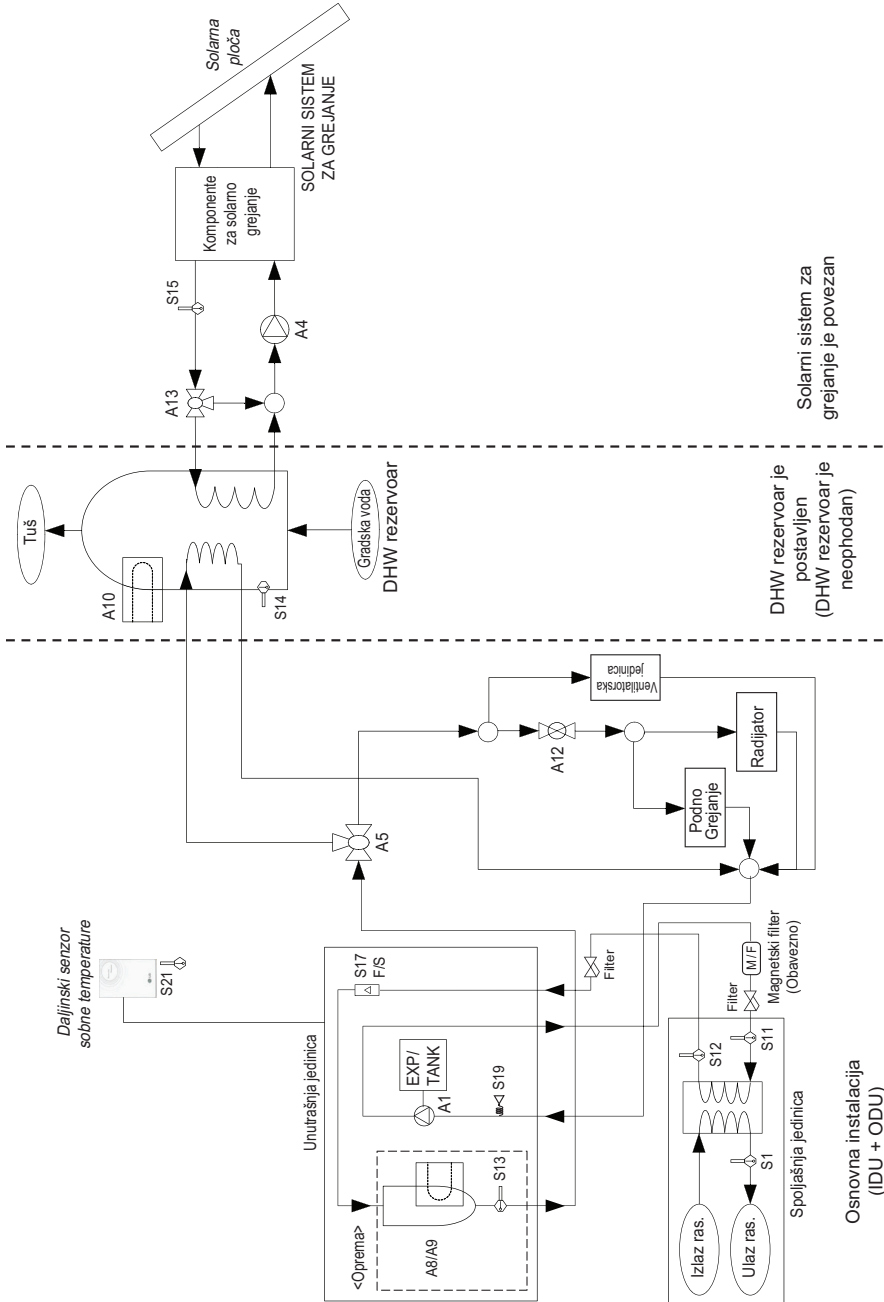 Daljinski senzor
sobne temperature
S21
Unutrašnja jedinica
<Oprema>
A8/A9
S13
EXP/
TANK
A1
S19
S17
F/S
Filter
A5
A12
Ventilatorska
jedinica
Radijator
Podno
Grejanje
Filter
M / F
Magnetski filter
(Obavezno)
S12
S11
S1
Izlaz ras.
Ulaz ras.
Spoljašnja jedinica
Osnovna instalacija
(IDU + ODU)
Tuš
A10
S14
Gradska voda
DHW rezervoar
DHW rezervoar je
postavljen
(DHW rezervoar je
neophodan)
Solarna
ploča
SOLARNI SISTEM
ZA GREJANJE
Komponente
za solarno
grejanje
S15
A13
A4
Solarni sistem za
grejanje je povezan